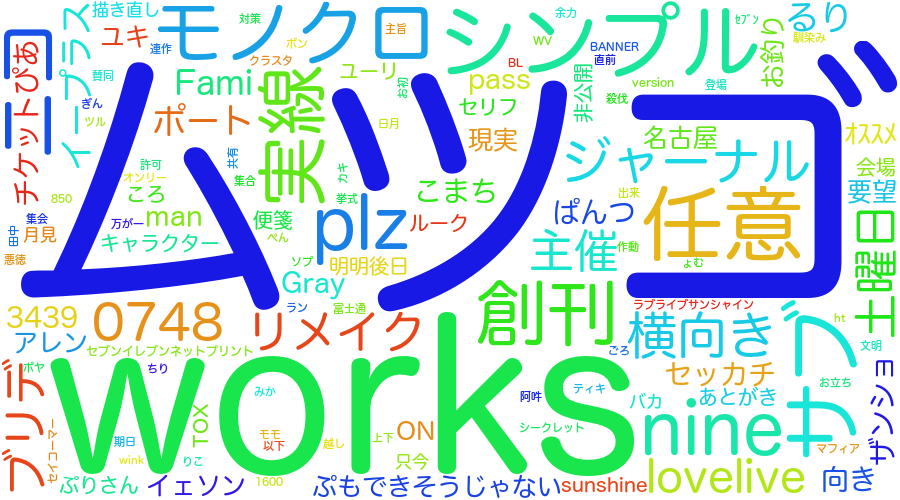 描き直し
ユキ
連作
モノクロ
対策
ポン
クラスタ
主旨
シンプル
余力
WV
BANNER
直前
BL
ｾﾌﾞﾝ
るり
馴染み
お釣り
チケットぴあ
イープラス
賛同
ぎん
ツル
Fami
実線
ユーリ
お初
pass
セリフ
非公開
殺伐
version
登場
ポート
日月
現実
名古屋
ジャーナル
ｵｽｽﾒ
会場
要望
ムツゴ
許可
オンリー
共有
集合
カキ
挙式
850
ころ
集会
万が一
man
便箋
ぺん
plz
こまち
ルーク
ぱんつ
任意
田中
月見
キャラクター
悪徳
ソプ
Gray
明明後日
主催
作動
ょむ
土曜日
3439
0748
アレン
ラン
富士通
リメイク
創刊
ラブライブサンシャイン
横向き
サブ
ht
文明
セブンイレブンネットプリント
ボヤ
ちり
works
ごろ
セッカチ
お立ち
ブリデ
みか
阿吽
ティキ
バカ
あとがき
ザンショ
セイコーマー
TOX
モモ
以下
越し
上下
ON
シークレット
nine
マフィア
期日
wink
りこ
只今
ぷりさん
イェソン
1600
ぷもできそうじゃない
sunshine
lovelive
向き